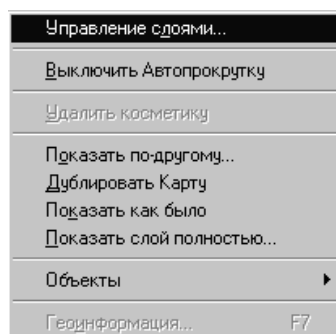 Управление слоями...
Выключить Автопрокрутку
Удалить косметику
Показать по-другому...
Дублировать Карту
Показать как было
Показать слой полностью...
Объекты
Геоинформация... F7